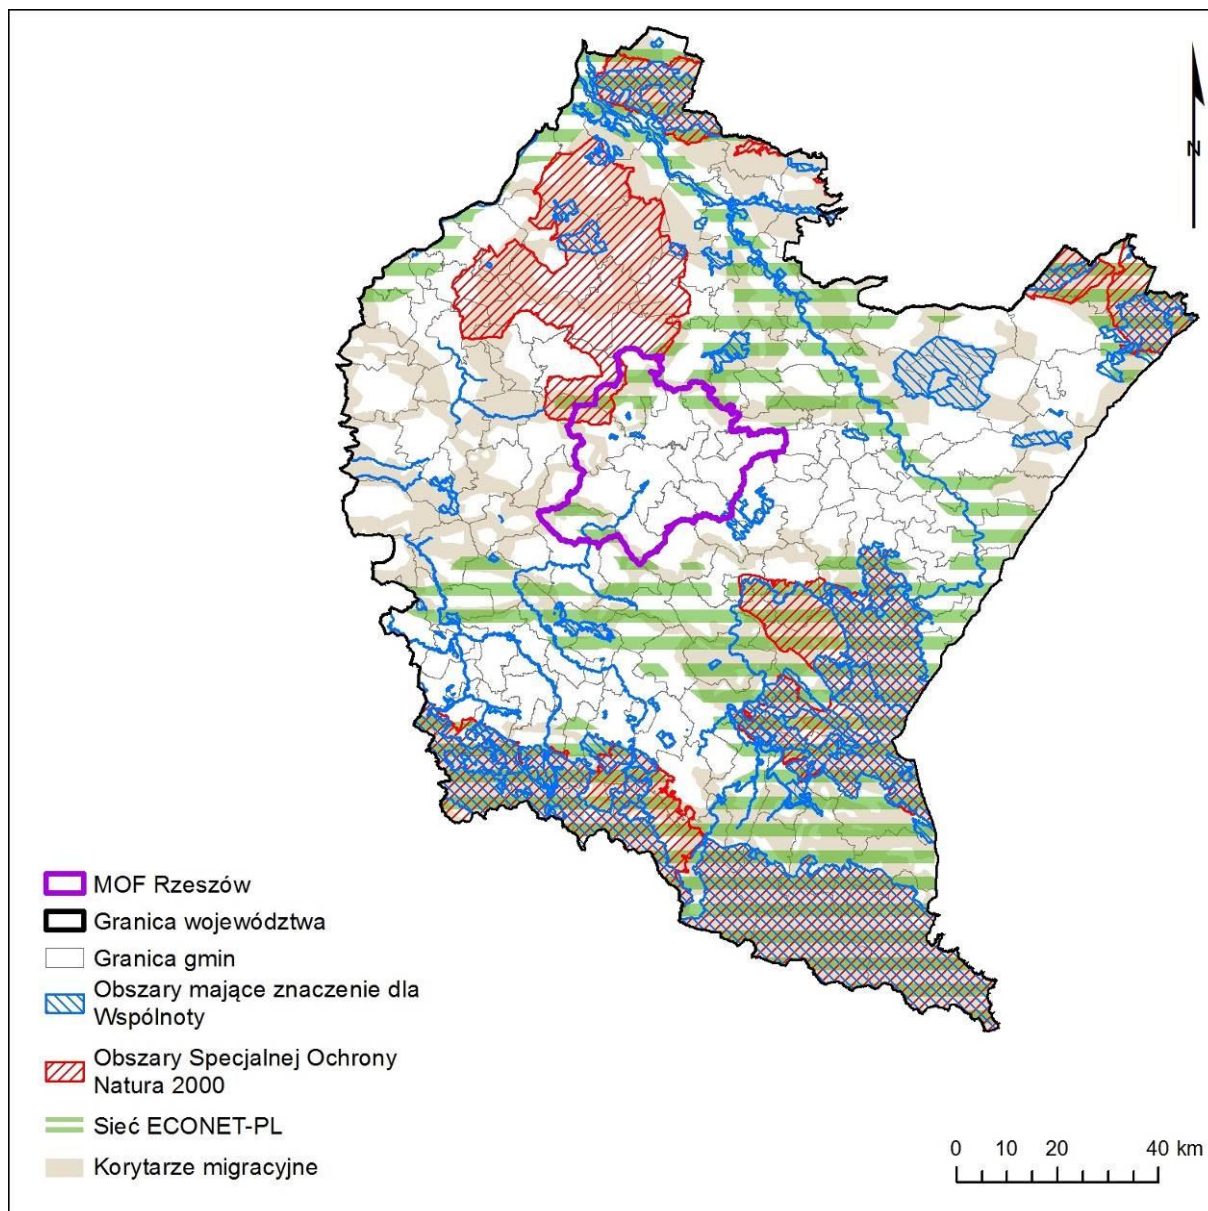 N
MOF Rzeszów
Granica województwa
Granica gmin
Obszary mające znaczenie dla
Wspólnoty
Obszary Specjalnej Ochrony
Natura 2000
Sieć ECONET-PL
Korytarze migracyjne
0 10 20 40 km